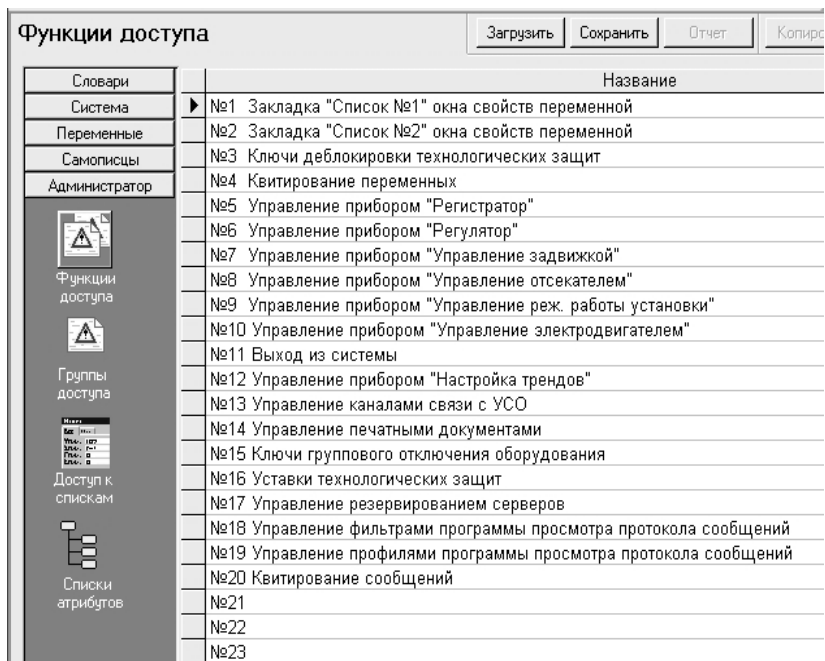 Функции доступа
Загрузить Сохранить Отчет Копиро
Словари
Система
Переменные
Самописцы
Администратор
Функции
доступа
Группы
доступа
Доступ к
спискам
Списки
атрибутов
Название
№1 Закладка "Список №1" окна свойств переменной
№2 Закладка "Список №2" окна свойств переменной
№3 Ключи деблокировки технологических защит
№4 Квитирование переменных
№5 Управление прибором "Регистратор"
№6 Управление прибором "Регулятор"
№7 Управление прибором "Управление задвижкой"
№8 Управление прибором "Управление отсекателем"
№9 Управление прибором "Управление реж. работы установки"
№10 Управление прибором "Управление электродвигателем"
№11 Выход из системы
№12 Управление прибором "Настройка трендов"
№13 Управление каналами связи с УСО
№14 Управление печатными документами
№15 Ключи группового отключения оборудования
№16 Уставки технологических защит
№17 Управление резервированием серверов
№18 Управление фильтрами программы просмотра протокола сообщений
№19 Управление профилями программы просмотра протокола сообщений
№20 Квитирование сообщений
№21
№22
№23